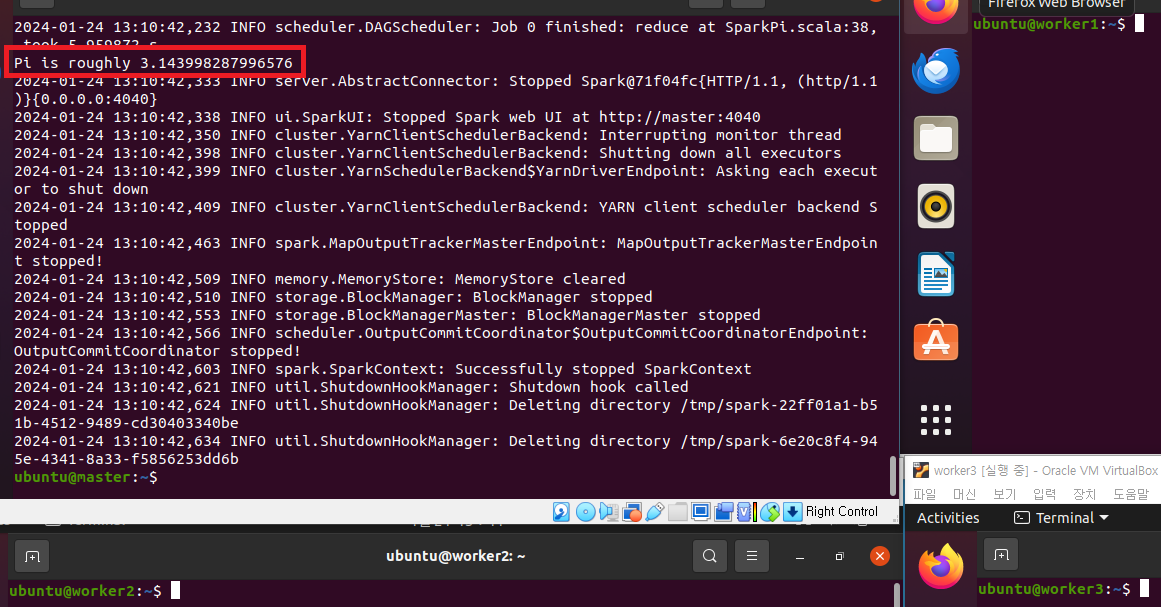 2024-01-24 13:10:42,232 INFO scheduler.DAGScheduler: Job 0 finished: reduce at SparkPi.scala:38,
took 5.959872 s
Pi is roughly 3.143998287996576
2024-01-24 13:10:42,333 INFO server.AbstractConnector: Stopped Spark@71f04fc{HTTP/1.1, (http/1.1
)}{0.0.0.0:4040}
2024-01-24 13:10:42,338 INFO ui.SparkUI: Stopped Spark web UI at http://master:4040
2024-01-24 13:10:42,350 INFO cluster.YarnClientSchedulerBackend: Interrupting monitor thread
2024-01-24 13:10:42,398 INFO cluster.YarnClientSchedulerBackend: Shutting down all executors
2024-01-24 13:10:42,399 INFO cluster.YarnSchedulerBackend$YarnDriverEndpoint: Asking each execut
or to shut down
2024-01-24 13:10:42,409 INFO cluster.YarnClientSchedulerBackend: YARN client scheduler backend S
topped
2024-01-24 13:10:42,463 INFO spark.MapOutputTrackerMasterEndpoint: MapOutputTrackerMasterEndpoin
t stopped!
2024-01-24 13:10:42,509 INFO memory.MemoryStore: MemoryStore cleared
2024-01-24 13:10:42,510 INFO storage.BlockManager: BlockManager stopped
2024-01-24 13:10:42,553 INFO storage.BlockManagerMaster: BlockManagerMaster stopped
2024-01-24 13:10:42,566 INFO scheduler.OutputCommitCoordinator$OutputCommitCoordinatorEndpoint:
OutputCommitCoordinator stopped!
2024-01-24 13:10:42,603 INFO spark.SparkContext: Successfully stopped SparkContext
2024-01-24 13:10:42,621 INFO util.ShutdownHookManager: Shutdown hook called
2024-01-24 13:10:42,624 INFO util.ShutdownHookManager: Deleting directory /tmp/spark-22ff01a1-b5
1b-4512-9489-cd30403340be
2024-01-24 13:10:42,634 INFO util.ShutdownHookManager: Deleting directory /tmp/spark-6e20c8f4-94
5e-4341-8a33-f5856253dd6b
ubuntu@master:~$
Right Control
ubuntu@worker2: ~
ubuntu@worker2:~$
Firefox Web Browser
ubuntu@worker1:~$
worker3 [실행 중] - Oracle VM VirtualBox
파일 머신 보기 입력 장치 도움말
Activities Terminal
ubuntu@worker3:~$